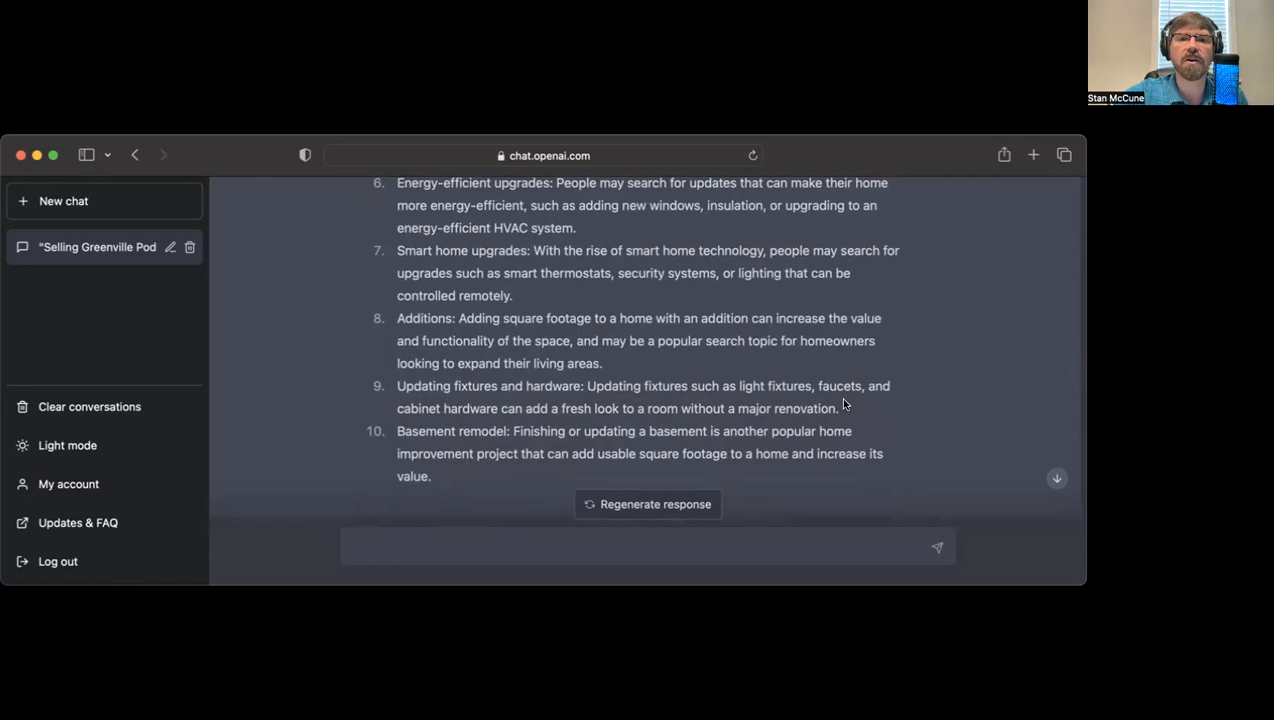 Stan McCune
chat.openai.com
New chat
"Selling Greenville Pod
Clear conversations
Light mode
My account
Updates & FAQ
Log out
6. Energy-efficient upgrades: People may search for updates that can make their home
more energy-efficient, such as adding new windows, insulation, or upgrading to an
energy-efficient HVAC system.
7. Smart home upgrades: With the rise of smart home technology, people may search for
upgrades such as smart thermostats, security systems, or lighting that can be
controlled remotely.
8. Additions: Adding square footage to a home with an addition can increase the value
and functionality of the space, and may be a popular search topic for homeowners
looking to expand their living areas.
9. Updating fixtures and hardware: Updating fixtures such as light fixtures, faucets, and
cabinet hardware can add a fresh look to a room without a major renovation.
10. Basement remodel: Finishing or updating a basement is another popular home
improvement project that can add usable square footage to a home and increase its
value.
Regenerate response